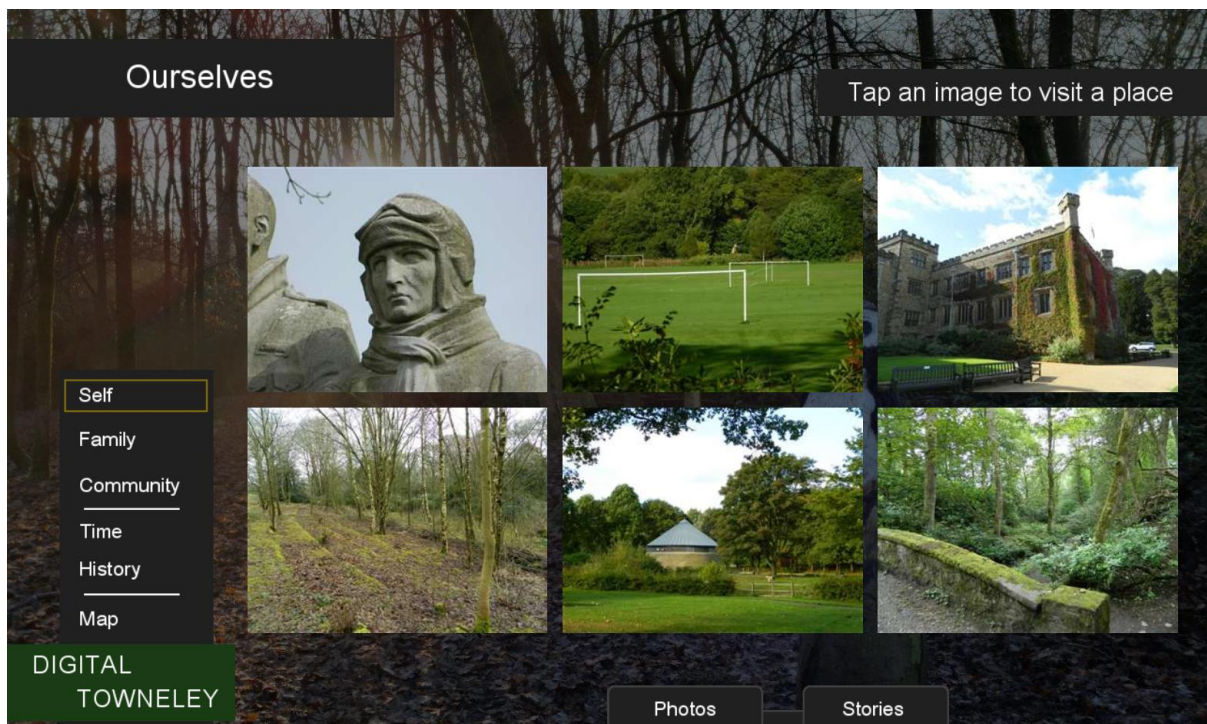 Ourselves
Tap an image to visit a place
Self
Family
Community
Time
History
Map
DIGITAL
TOWNELEY
Photos
Stories